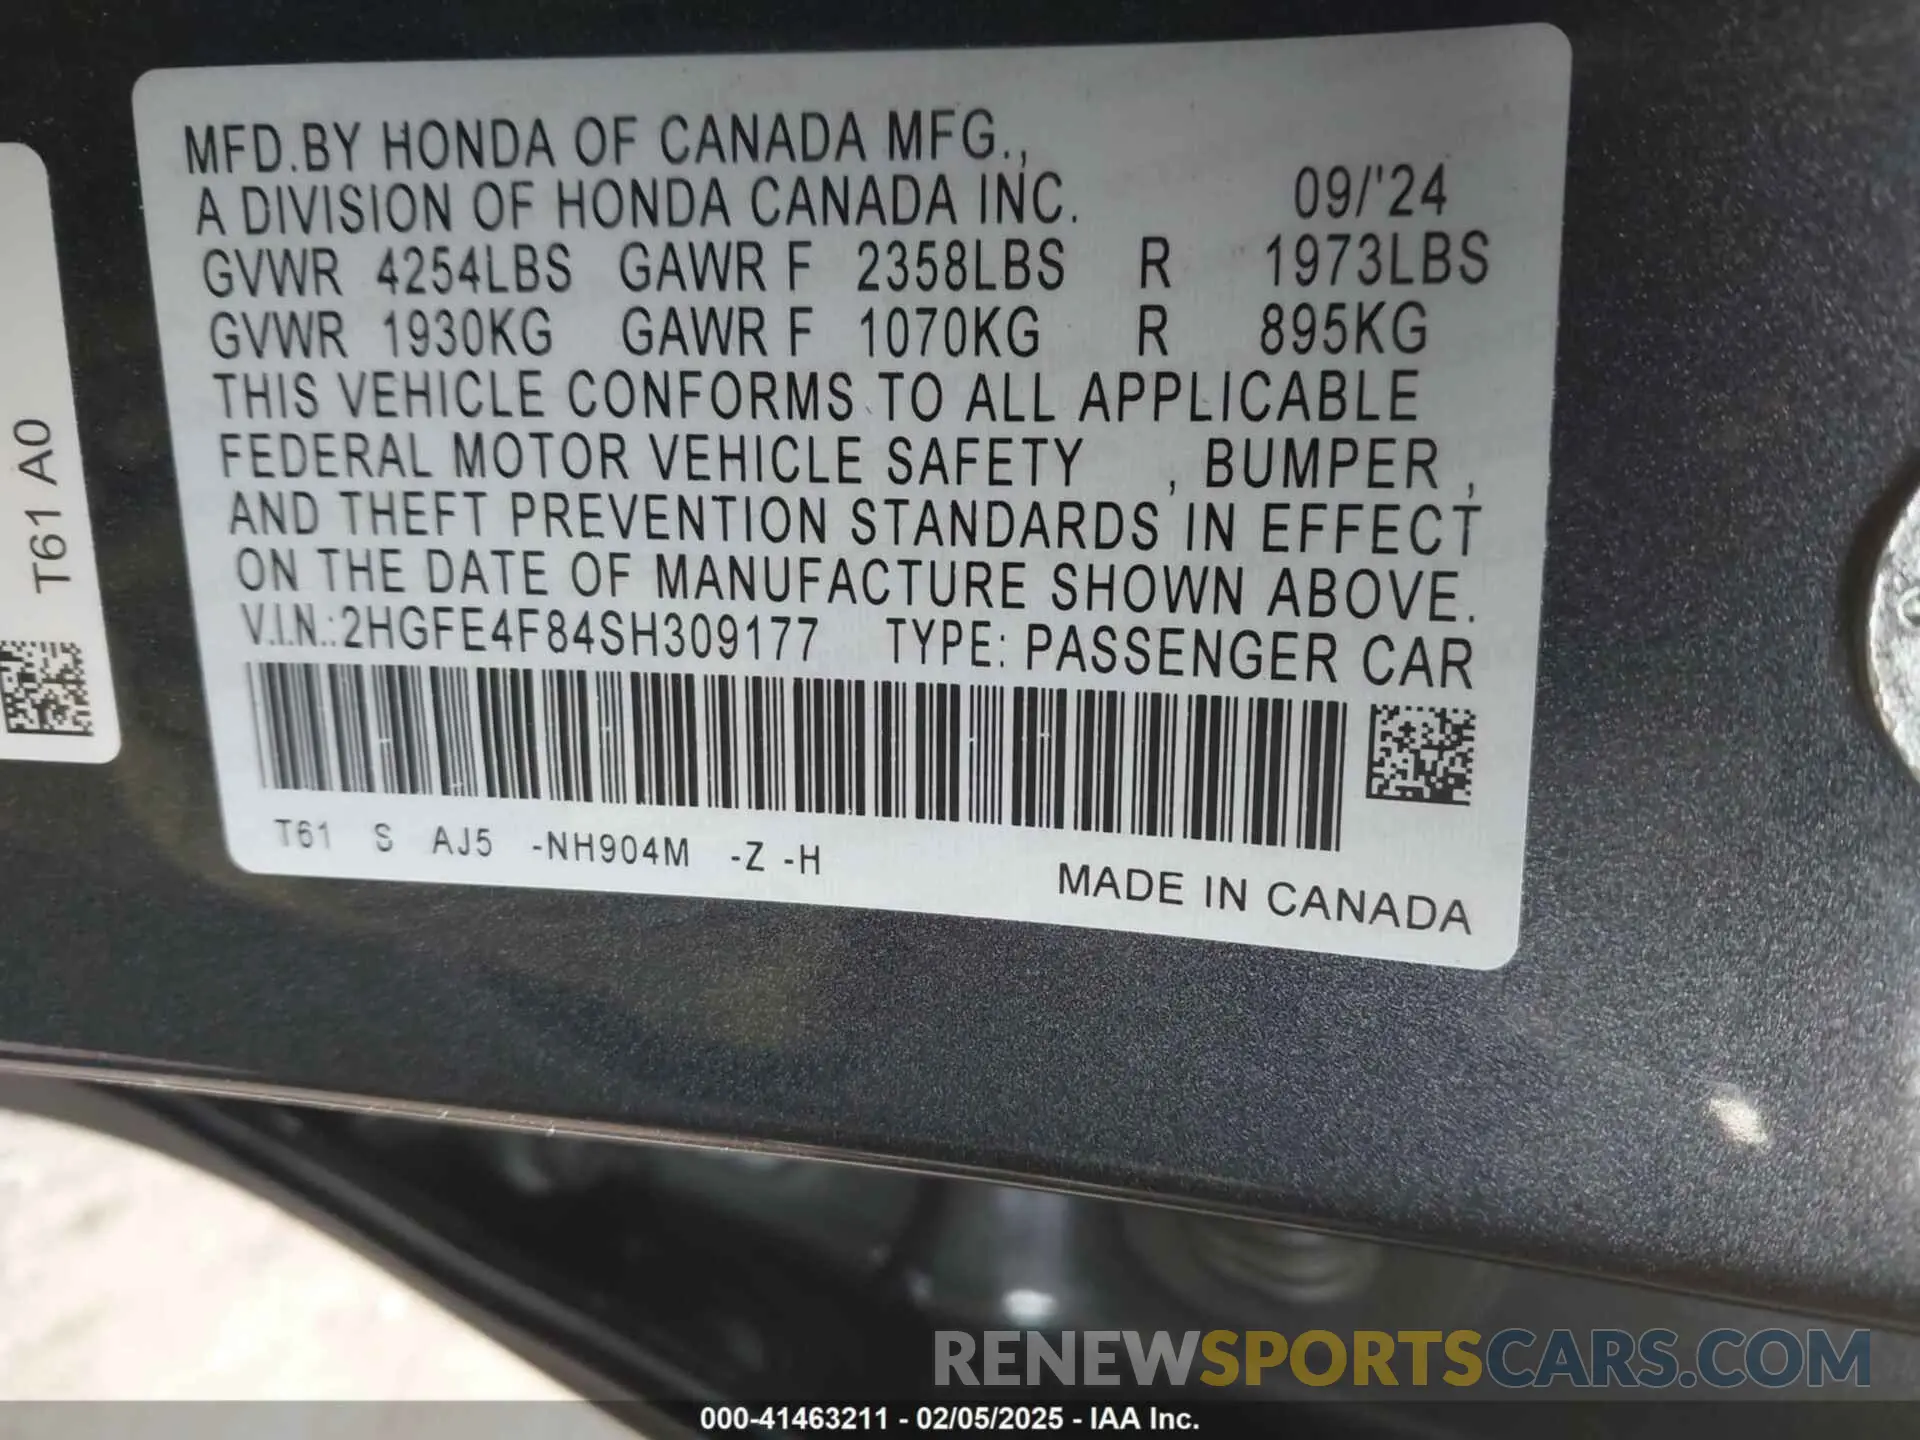 MFD.BY HONDA OF CANADA MFG.,
A DIVISION OF HONDA CANADA INC. 09/'24
GVWR 4254LBS GAWR F 2358LBS R 1973LBS
GVWR 1930KG GAWR F 1070KG R 895KG
THIS VEHICLE CONFORMS TO ALL APPLICABLE
FEDERAL MOTOR VEHICLE SAFETY , BUMPER ,
AND THEFT PREVENTION STANDARDS IN EFFECT
ON THE DATE OF MANUFACTURE SHOWN ABOVE.
V.I.N.:2HGFE4F84SH309177 TYPE: PASSENGER CAR
T61 S AJ5 -NH904M -Z -H
MADE IN CANADA
T61 A0
RENEWSPORTSCARS.COM
000-41463211 - 02/05/2025 - IAA Inc.